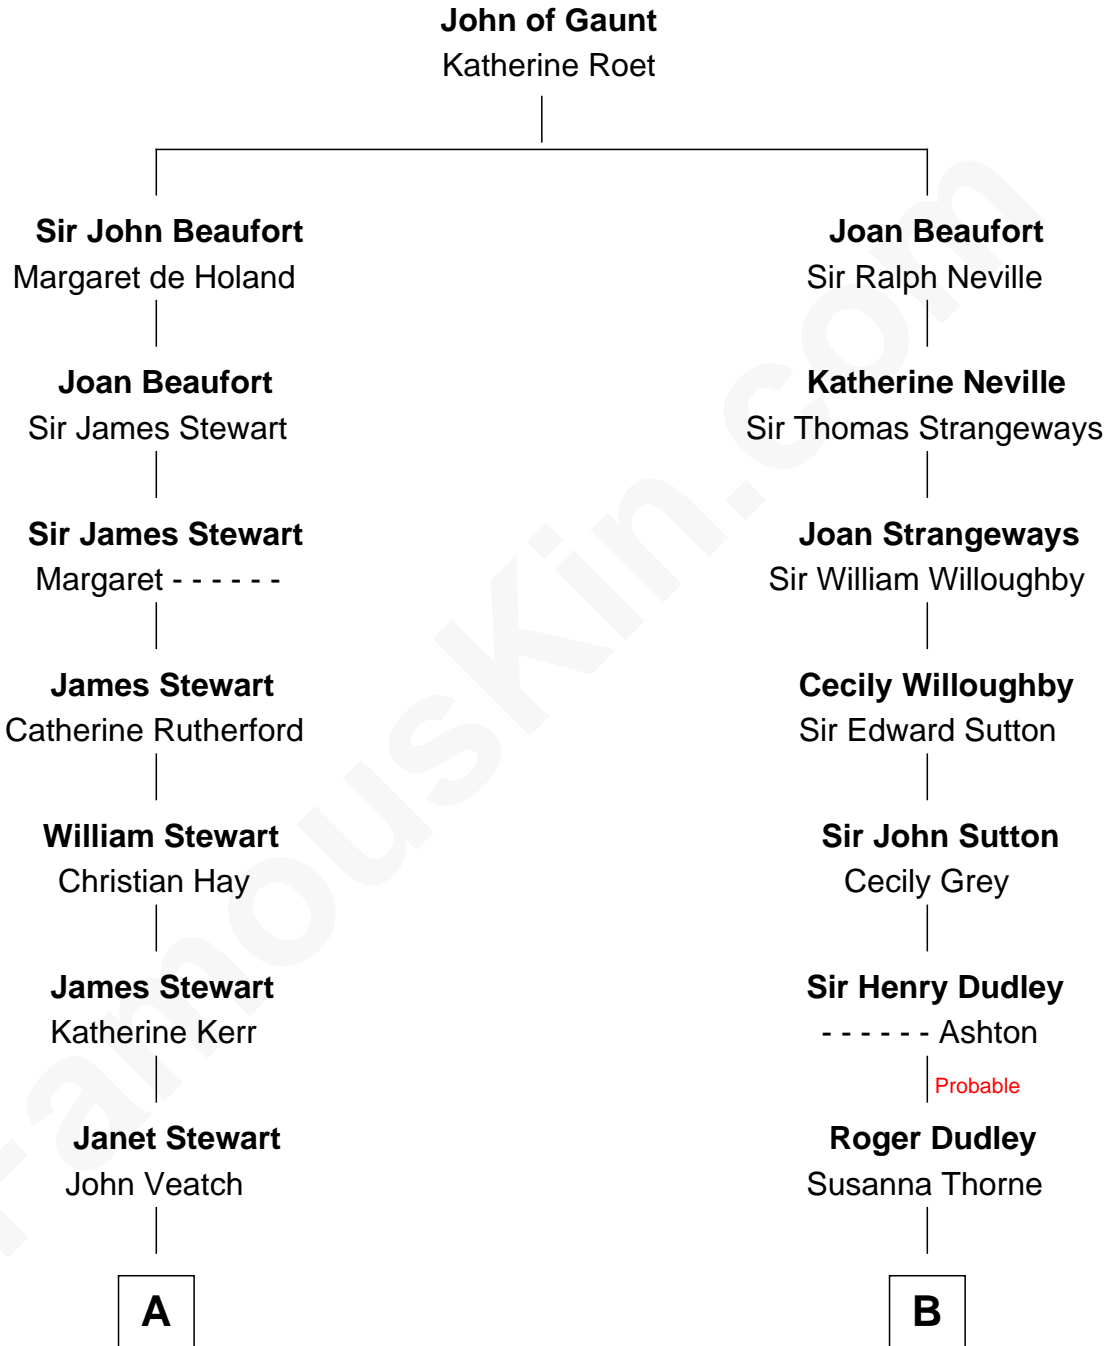 John of Gaunt
Katherine Roet
Sir John Beaufort
Margaret de Holand
Joan Beaufort
Sir Ralph Neville
Joan Beaufort
Sir James Stewart
Katherine Neville
Sir Thomas Strangeways
Sir James Stewart
Margaret - - - - - -
Joan Strangeways
Sir William Willoughby
James Stewart
Catherine Rutherford
Cecily Willoughby
Sir Edward Sutton
William Stewart
Christian Hay
Sir John Sutton
Cecily Grey
James Stewart
Katherine Kerr
Sir Henry Dudley
- - - - - - Ashton
Probable
Janet Stewart
John Veatch
Roger Dudley
Susanna Thorne
A
B
FamousKin.com